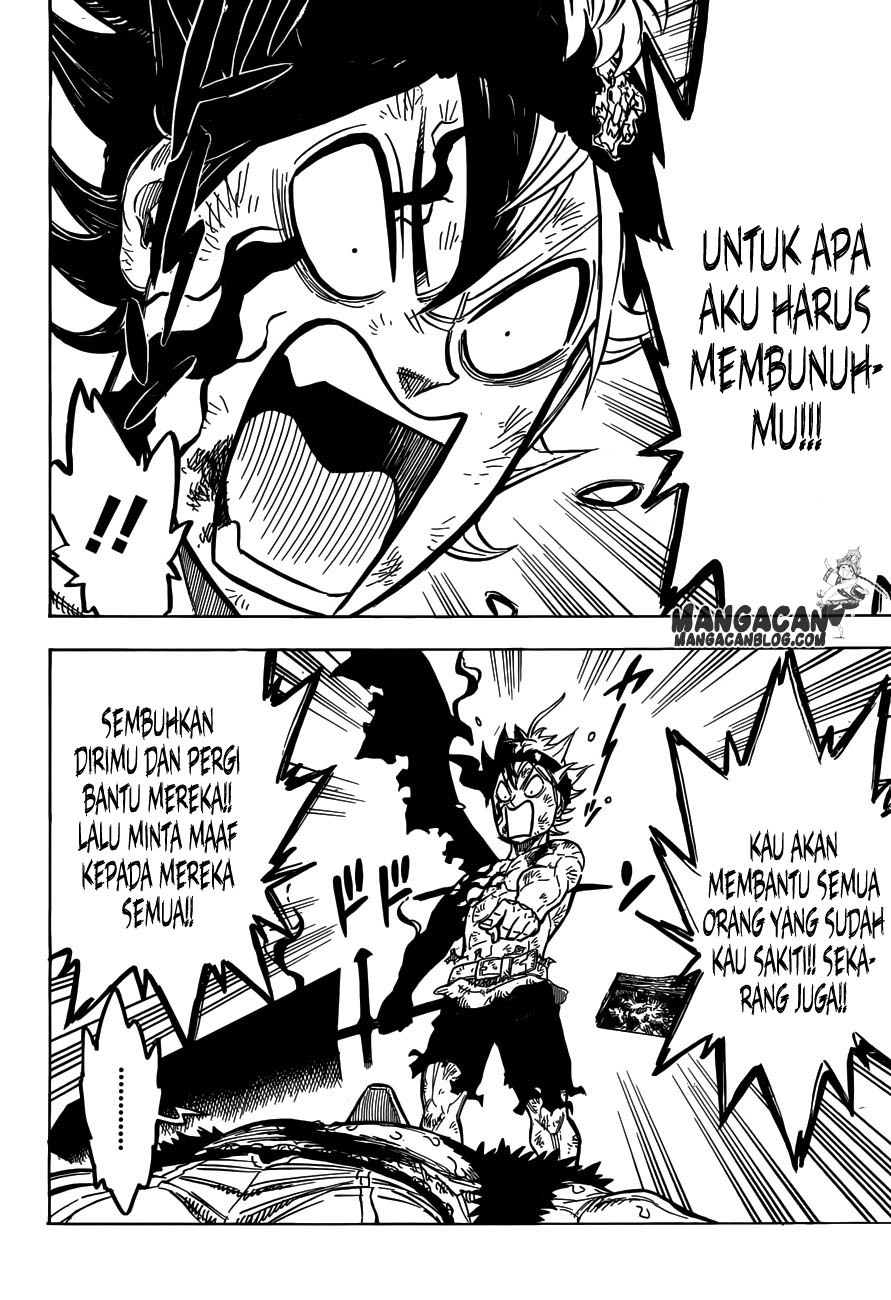 UNTUK APA
AKU HARUS
MEMBUNUH-
MU!!!
!!
MANGACAN
MANGACANBLOG.COM
KAU AKAN
MEMBANTU SEMUA
ORANG YANG SUDAH
KAU SAKITI!!! SEKA-
RANG JUGA!!
SEMBUHKAN
DIRIMU DAN PERGI
BANTU MEREKA!!
LALU MINTA MAAF
KEPADA MEREKA
SEMUA!!
ドドン
.........